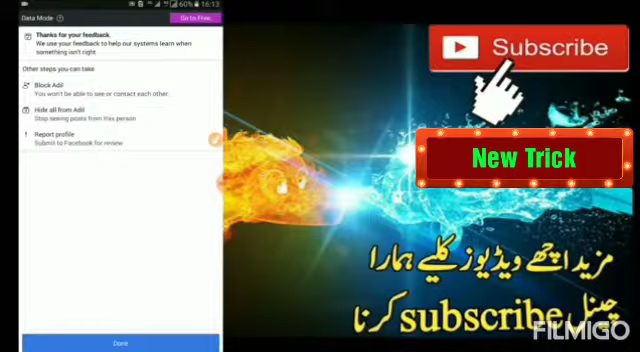 60% 16:13
Data Mode
Go to Free
Thanks for your feedback.
We use your feedback to help our systems learn when
something isn't right
Other steps you can take
Block Adil
You won't be able to see or contact each other.
Hide all from Adil
Stop seeing posts from this person
Report profile
Submit to Facebook for review
Done
Subscribe
New Trick
مزید اچھے ویڈیوز کلیے ہمارا
چینل subscribe کرنا
FILMIGO